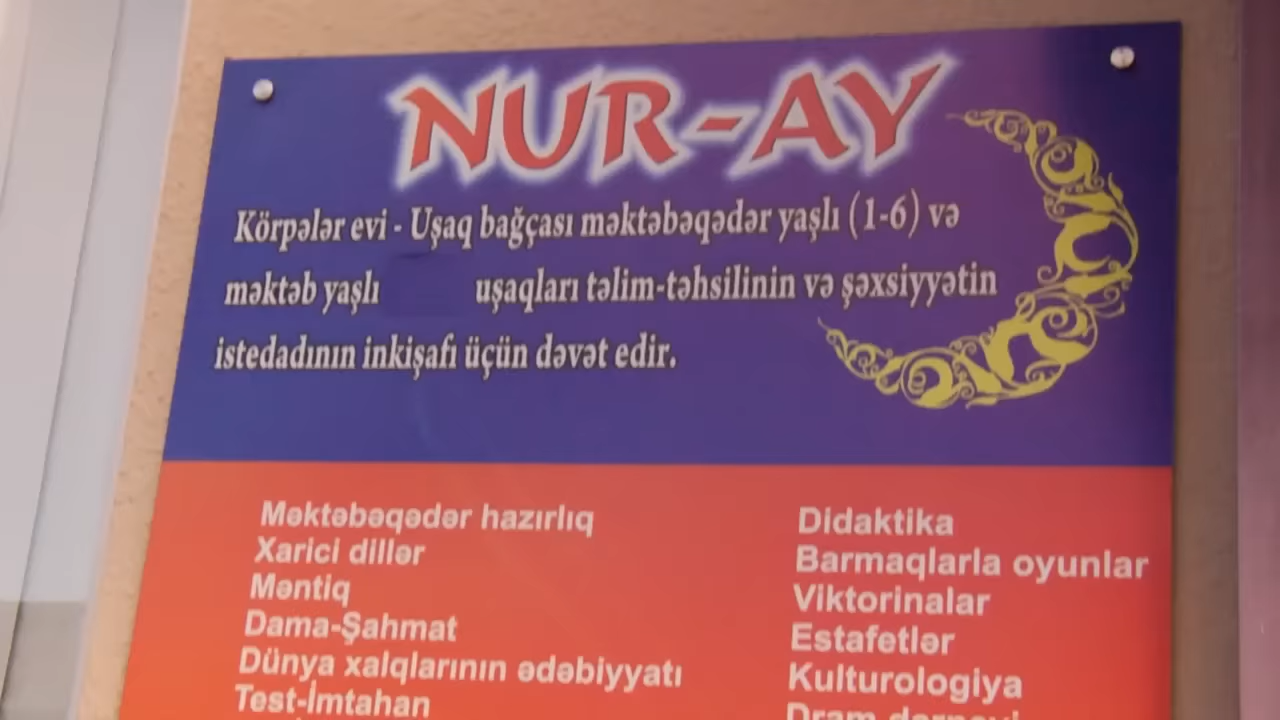 NUR-AY
Körpələr evi - Uşaq bağçası məktəbəqədər yaşlı (1-6) və
məktəb yaşlı uşaqları təlim-təhsilinin və şəxsiyyətin
istedadının inkişafı üçün dəvət edir.
Məktəbəqədər hazırlıq
Xarici dillər
Məntiq
Dama-Şahmat
Dünya xalqlarının ədəbiyyatı
Test-İmtahan
Didaktika
Barmaqlarla oyunlar
Viktorinalar
Estafetlər
Kulturologiya
Dram